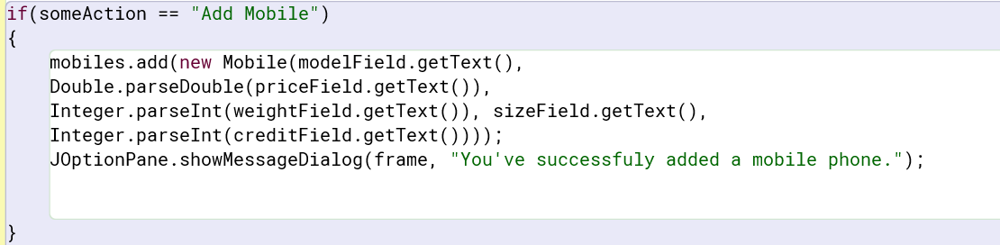 if(someAction == "Add Mobile")
{
mobiles.add(new Mobile(modelField.getText(),
Double.parseDouble(priceField.getText()),
Integer.parseInt(weightField.getText()), sizeField.getText(),
Integer.parseInt(creditField.getText())));
JOptionPane.showMessageDialog(frame, "You've successfuly added a mobile phone.");
}